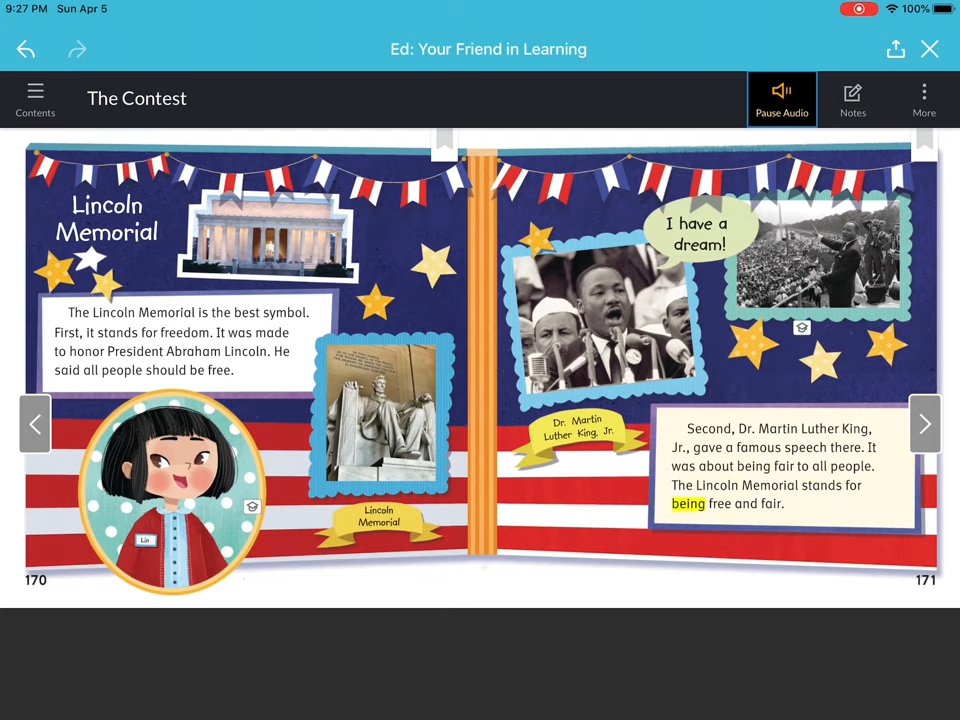 9:27 PM Sun Apr 5
100%
Ed: Your Friend in Learning
Contents
The Contest
Pause Audio
Notes
More
Lincoln
Memorial
The Lincoln Memorial is the best symbol.
First, it stands for freedom. It was made
to honor President Abraham Lincoln. He
said all people should be free.
Lin
Lincoln
Memorial
170
I have a
dream!
Dr. Martin
Luther King, Jr.
Second, Dr. Martin Luther King,
Jr., gave a famous speech there. It
was about being fair to all people.
The Lincoln Memorial stands for
being free and fair.
171